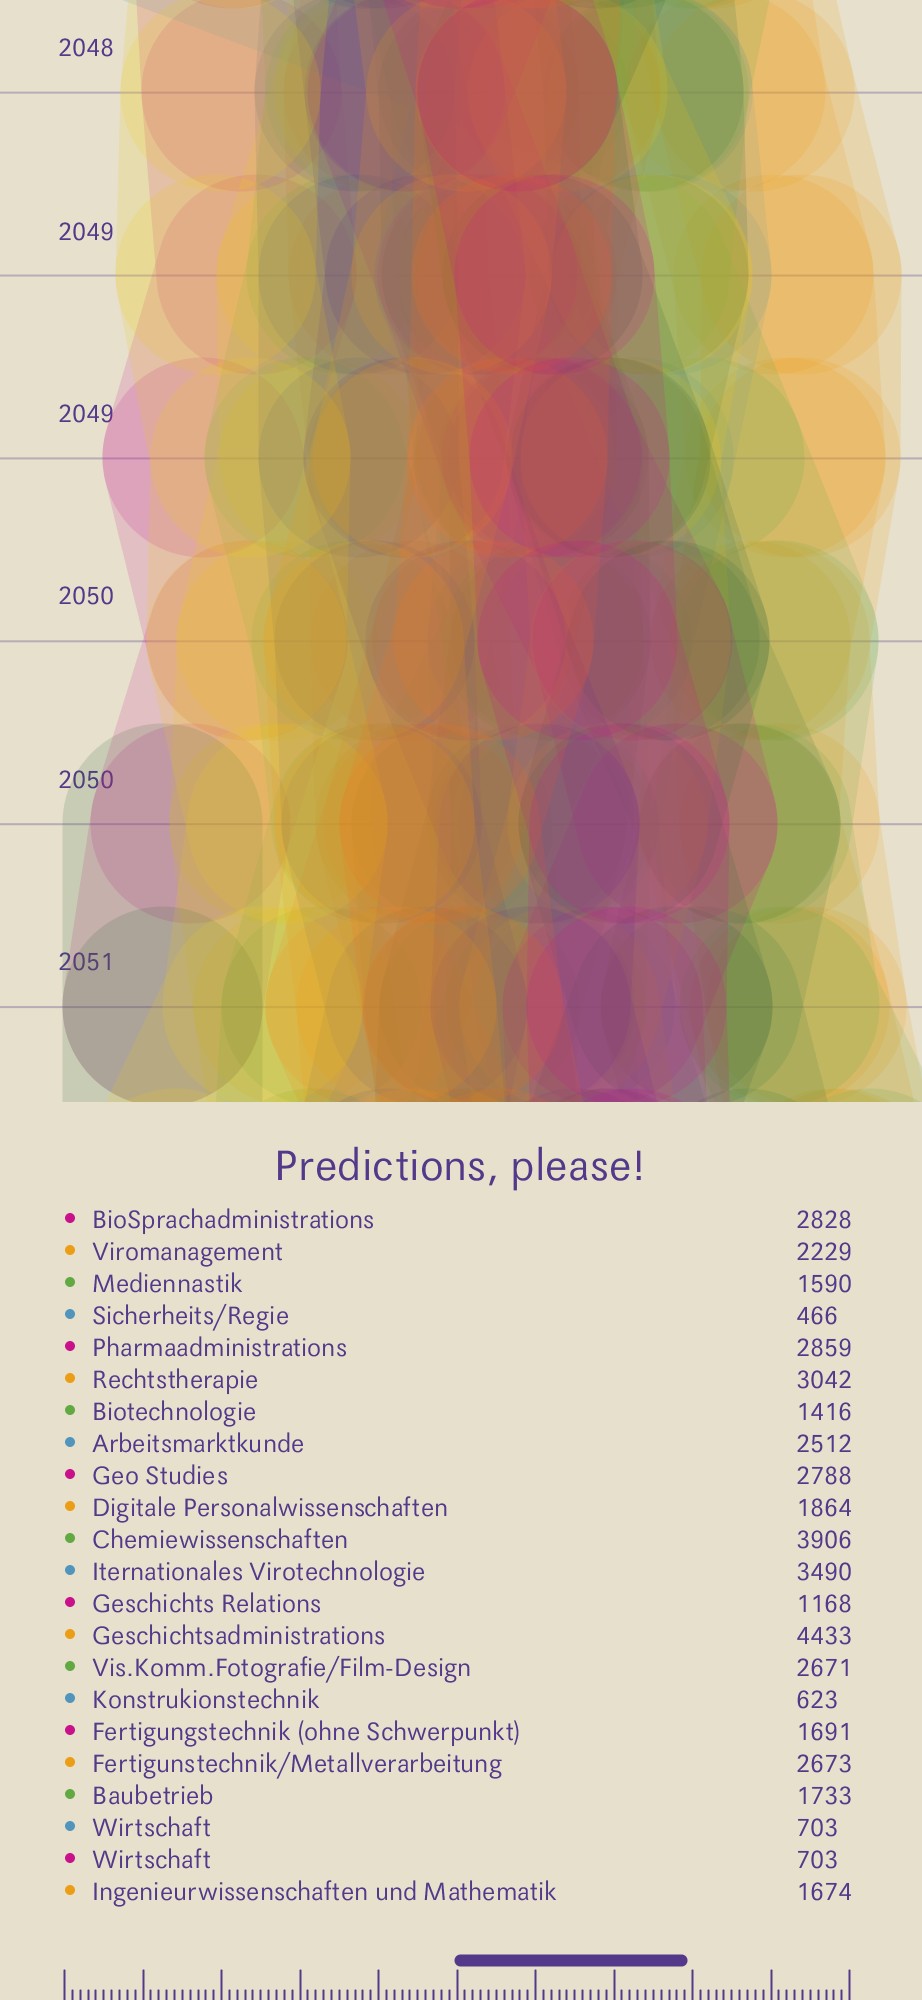 2048
2049
2049
2050
2050
2051
Predictions, please!
BioSprachadministrations 2828
Viromanagement 2229
Mediennastik 1590
Sicherheits/Regie 466
Pharmaadministrations 2859
Rechtstherapie 3042
Biotechnologie 1416
Arbeitsmarktkunde 2512
Geo Studies 2788
Digitale Personalwissenschaften 1864
Chemiewissenschaften 3906
Iternationales Virotechnologie 3490
Geschichts Relations 1168
Geschichtsadministrations 4433
Vis.Komm.Fotografie/Film-Design 2671
Konstrukionstechnik 623
Fertigungstechnik (ohne Schwerpunkt) 1691
Fertigunstechnik/Metallverarbeitung 2673
Baubetrieb 1733
Wirtschaft 703
Wirtschaft 703
Ingenieurwissenschaften und Mathematik 1674